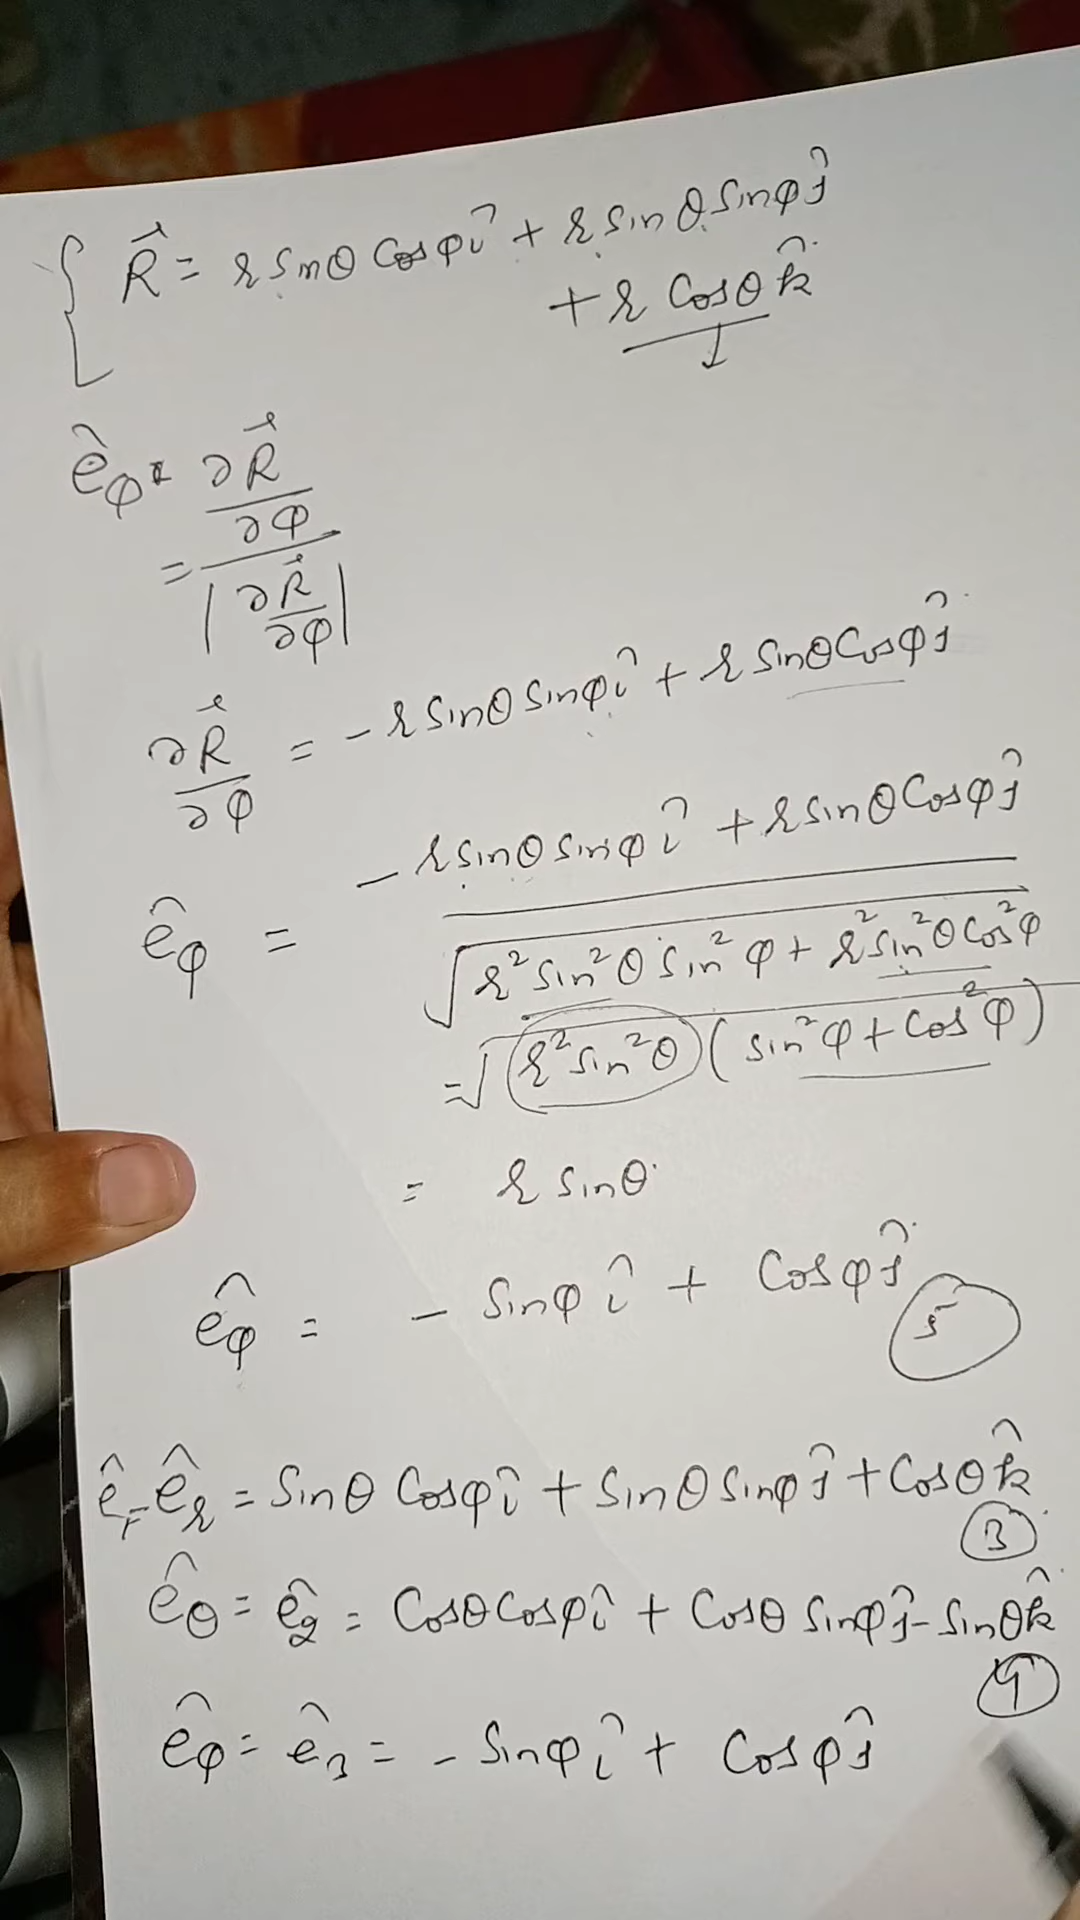 R⃗ = r sinθ cosφ î + r sinθ sinφ ĵ
+ r cosθ k̂
ê_φ = ∂R⃗/∂φ
= / |∂R⃗/∂φ|
∂R⃗/∂φ = - r sinθ sinφ î + r sinθ cosφ ĵ
- r sinθ sinφ î + r sinθ cosφ ĵ
ê_φ =
√(r² sin²θ sin²φ + r² sin²θ cos²φ)
= √(r² sin²θ)(sin²φ + cos²φ)
= r sinθ
ê_φ = - sinφ î + cosφ ĵ (5)
ê_r ê_r = sinθ cosφ î + sinθ sinφ ĵ + cosθ k̂
(3)
ê_θ = ê_2 = cosθ cosφ î + cosθ sinφ ĵ - sinθ k̂
(4)
ê_φ = ê_3 = - sinφ î + cosφ ĵ